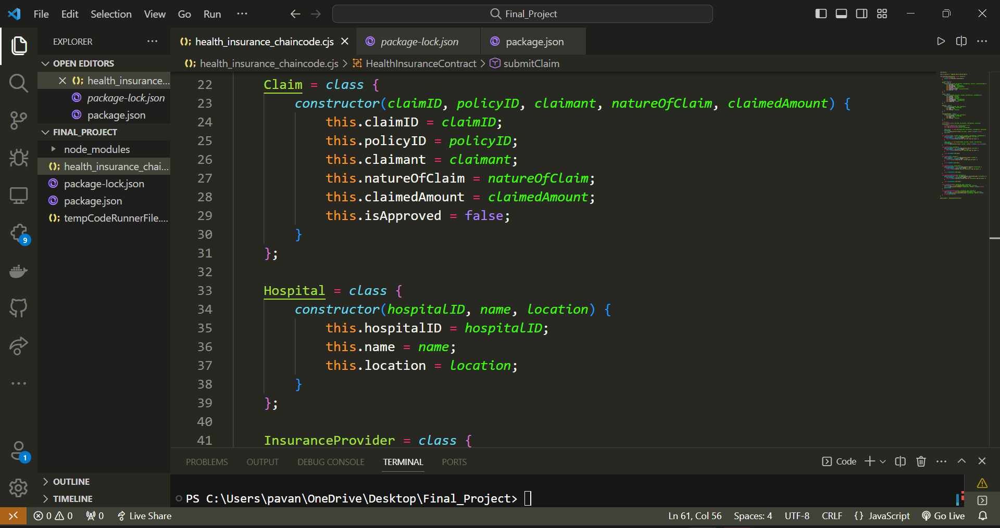 File Edit Selection View Go Run ··· Final_Project
EXPLORER ···
health_insurance_chaincode.cjs package-lock.json package.json ···
OPEN EDITORS
health_insurance_chaincode.cjs > HealthInsuranceContract > submitClaim
health_insurance...
package-lock.json
package.json
FINAL_PROJECT
node_modules
health_insurance_chai...
package-lock.json
package.json
tempCodeRunnerFile....
9
1
OUTLINE
TIMELINE
22 Claim = class {
23 constructor(claimID, policyID, claimant, natureOfClaim, claimedAmount) {
24 this.claimID = claimID;
25 this.policyID = policyID;
26 this.claimant = claimant;
27 this.natureOfClaim = natureOfClaim;
28 this.claimedAmount = claimedAmount;
29 this.isApproved = false;
30 }
31 };
32
33 Hospital = class {
34 constructor(hospitalID, name, location) {
35 this.hospitalID = hospitalID;
36 this.name = name;
37 this.location = location;
38 }
39 };
40
41 InsuranceProvider = class {
PROBLEMS OUTPUT DEBUG CONSOLE TERMINAL PORTS Code ···
PS C:\Users\pavan\OneDrive\Desktop\Final_Project>
0 0 0 Live Share Ln 61, Col 56 Spaces: 4 UTF-8 CRLF {} JavaScript Go Live